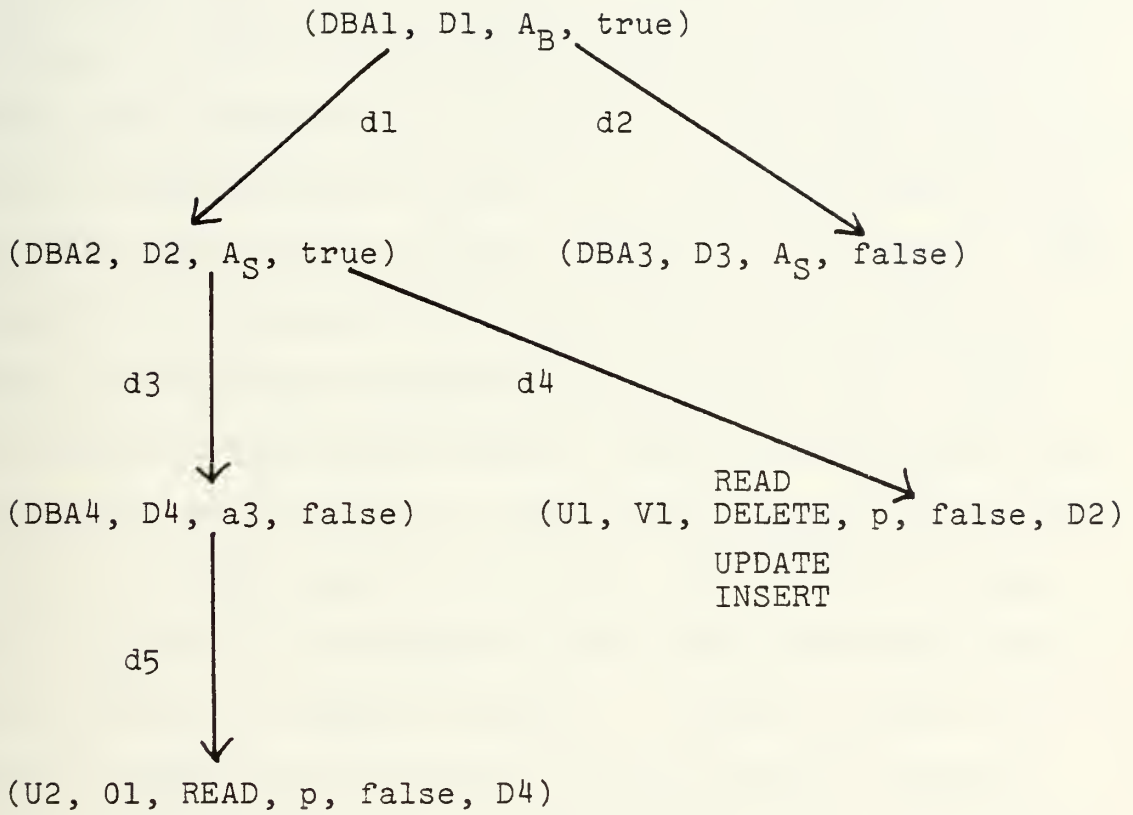 (DBA1, D1, A_B, true)
d1 d2
(DBA2, D2, A_S, true) (DBA3, D3, A_S, false)
d3 d4
READ
(DBA4, D4, a3, false) (U1, V1, DELETE, p, false, D2)
UPDATE
INSERT
d5
(U2, O1, READ, p, false, D4)